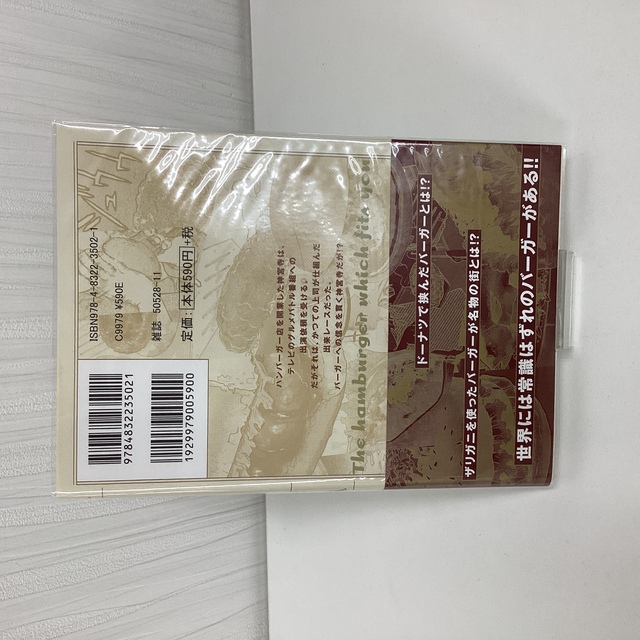 ジュウウ
ISBN978-4-8322-3502-1
C9979 ¥590E
雑誌 50528-11
定価:本体590円+税
9784832235021
1929979005900
ハンバーガー店を開業した神宮寺は、
テレビのグルメバトル番組への
出演依頼を受ける。
だがそれは、かつての上司が仕組んだ
出来レースだった。
バーガーへの信念を貫く神宮寺だが!?
The hamburger which fits you
ドーナツで挟んだバーガーとは!?
ザリガニを使ったバーガーが名物の街とは!?
世界には常識はずれのバーガーがある!!